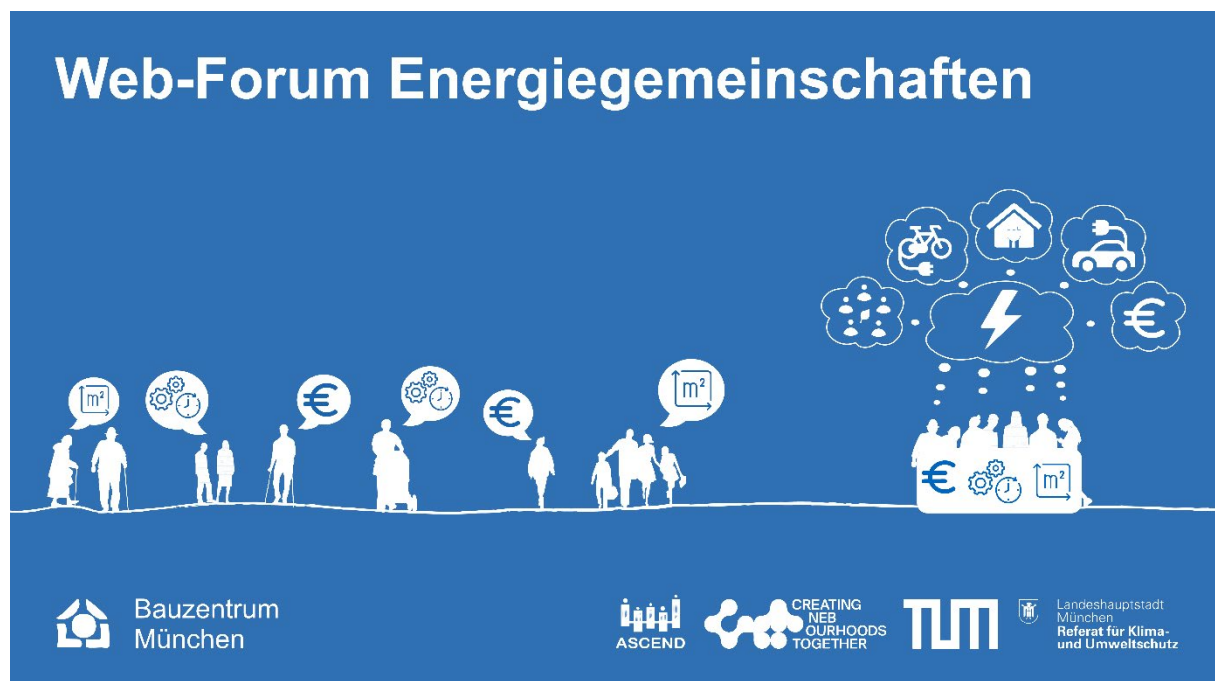 Web-Forum Energiegemeinschaften
m²
€
€
m²
€
€
m²
Bauzentrum
München
ASCEND
CREATING
NEB
OURHOODS
TOGETHER
TUM
Landeshauptstadt
München
Referat für Klima-
und Umweltschutz